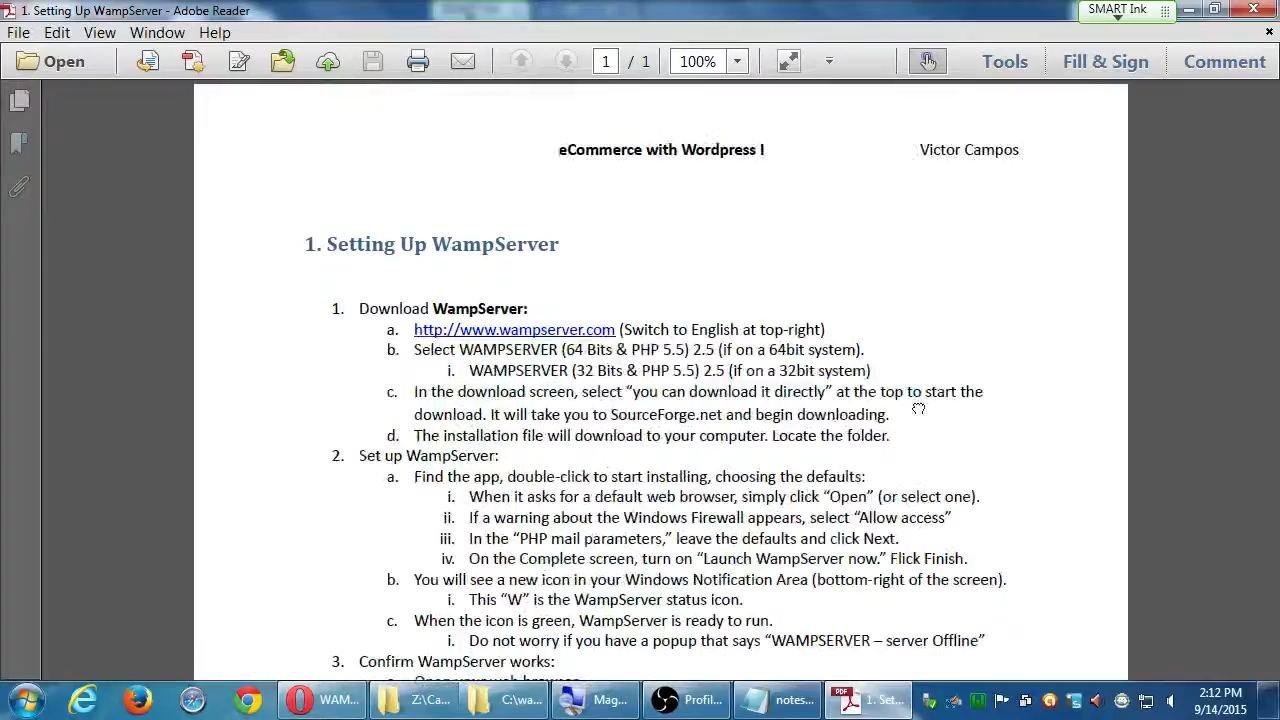 1. Setting Up WampServer - Adobe Reader
SMART Ink
File Edit View Window Help
Open 1 / 1 100% Tools Fill & Sign Comment
eCommerce with Wordpress I Victor Campos
1. Setting Up WampServer
1. Download WampServer:
a. http://www.wampserver.com (Switch to English at top-right)
b. Select WAMPSERVER (64 Bits & PHP 5.5) 2.5 (if on a 64bit system).
i. WAMPSERVER (32 Bits & PHP 5.5) 2.5 (if on a 32bit system)
c. In the download screen, select “you can download it directly” at the top to start the
download. It will take you to SourceForge.net and begin downloading.
d. The installation file will download to your computer. Locate the folder.
2. Set up WampServer:
a. Find the app, double-click to start installing, choosing the defaults:
i. When it asks for a default web browser, simply click “Open” (or select one).
ii. If a warning about the Windows Firewall appears, select “Allow access”
iii. In the “PHP mail parameters,” leave the defaults and click Next.
iv. On the Complete screen, turn on “Launch WampServer now.” Flick Finish.
b. You will see a new icon in your Windows Notification Area (bottom-right of the screen).
i. This “W” is the WampServer status icon.
c. When the icon is green, WampServer is ready to run.
i. Do not worry if you have a popup that says “WAMPSERVER – server Offline”
3. Confirm WampServer works:
a. Open your web browser
WAM... Z:\Ca... C:\wa... Mag... Profil... notes... 1. Set... 2:12 PM
9/14/2015